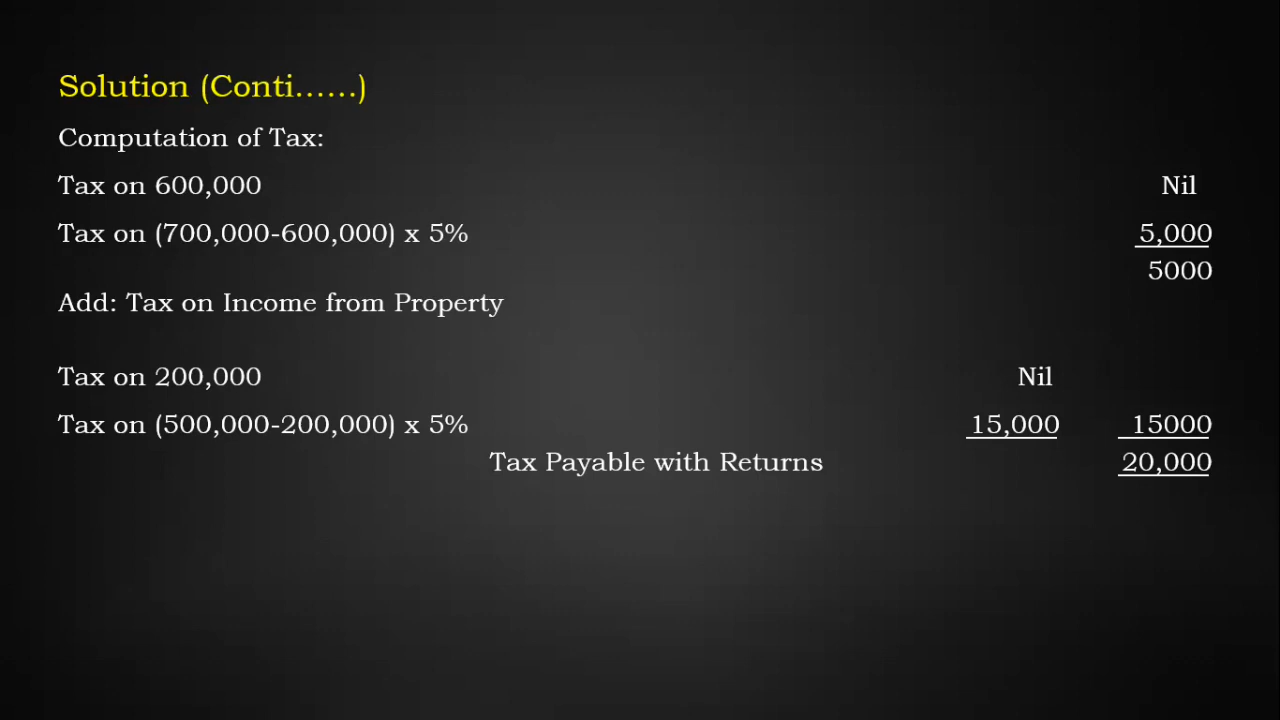 Solution (Conti......)
Computation of Tax:
Tax on 600,000 Nil
Tax on (700,000-600,000) x 5% 5,000
5000
Add: Tax on Income from Property
Tax on 200,000 Nil
Tax on (500,000-200,000) x 5% 15,000 15000
Tax Payable with Returns 20,000